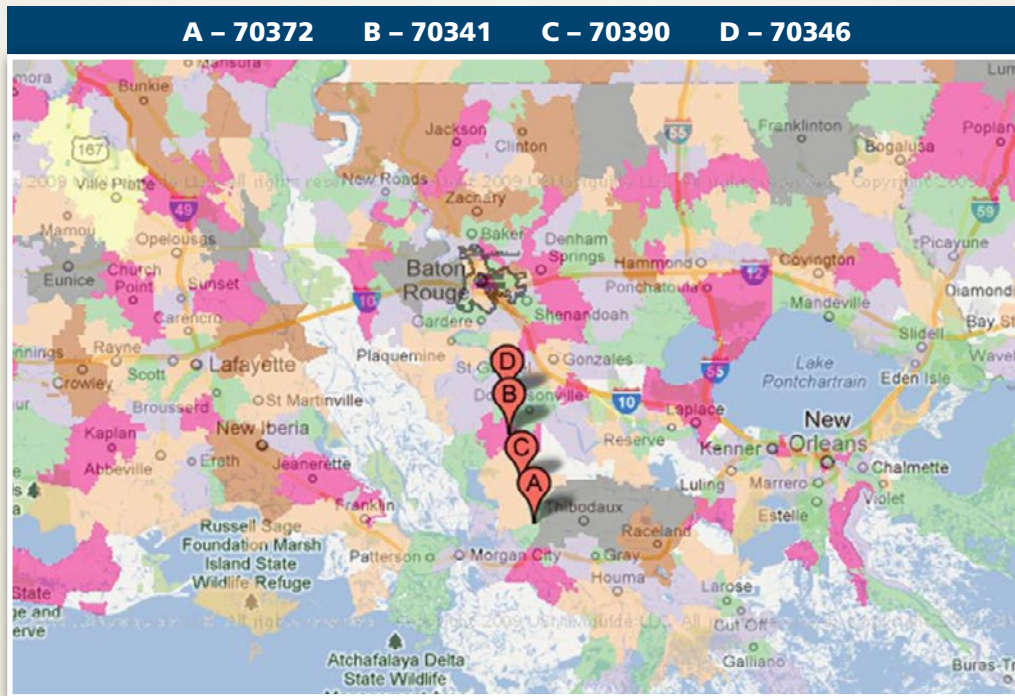 A – 70372 B – 70341 C – 70390 D – 70346
Mansura
Bunkie
Jackson
Clinton
55
Franklinton
Bogalusa
167
Ville Platte
New Roads
Zachary
49
59
Mamou
Opelousas
Baker
Denham Springs
Hammond
12
Covington
Picayune
Eunice
Church Point
Sunset
Baton Rouge
10
Ponchatoula
Mandeville
Diamond
Carencro
Gardere
Shenandoah
Slidell
Bay St
Rayne
Scott
Lafayette
Plaquemine
D
Gonzales
55
Lake Pontchartrain
Eden Isle
Crowley
Broussard
St Martinville
B
10
Laplace
New Orleans
Kaplan
New Iberia
C
Reserve
Kenner
Abbeville
Erath
Jeanerette
A
Luling
Marrero
Chalmette
Franklin
Thibodaux
Estelle
Violet
Raceland
Russell Sage Foundation Marsh Island State Wildlife Refuge
Patterson
Morgan City
Gray
Houma
Larose
Cut Off
Galliano
State
Atchafalaya Delta State Wildlife
Buras-Tr